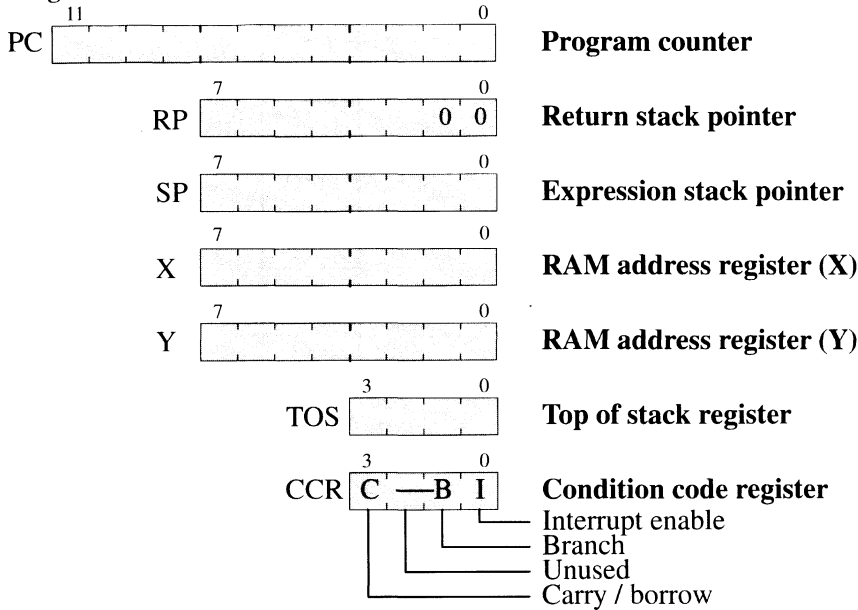 11 0
PC Program counter
7 0
RP 0 0 Return stack pointer
7 0
SP Expression stack pointer
7 0
X RAM address register (X)
7 0
Y RAM address register (Y)
3 0
TOS Top of stack register
3 0
CCR C — B I Condition code register
Interrupt enable
Branch
Unused
Carry / borrow